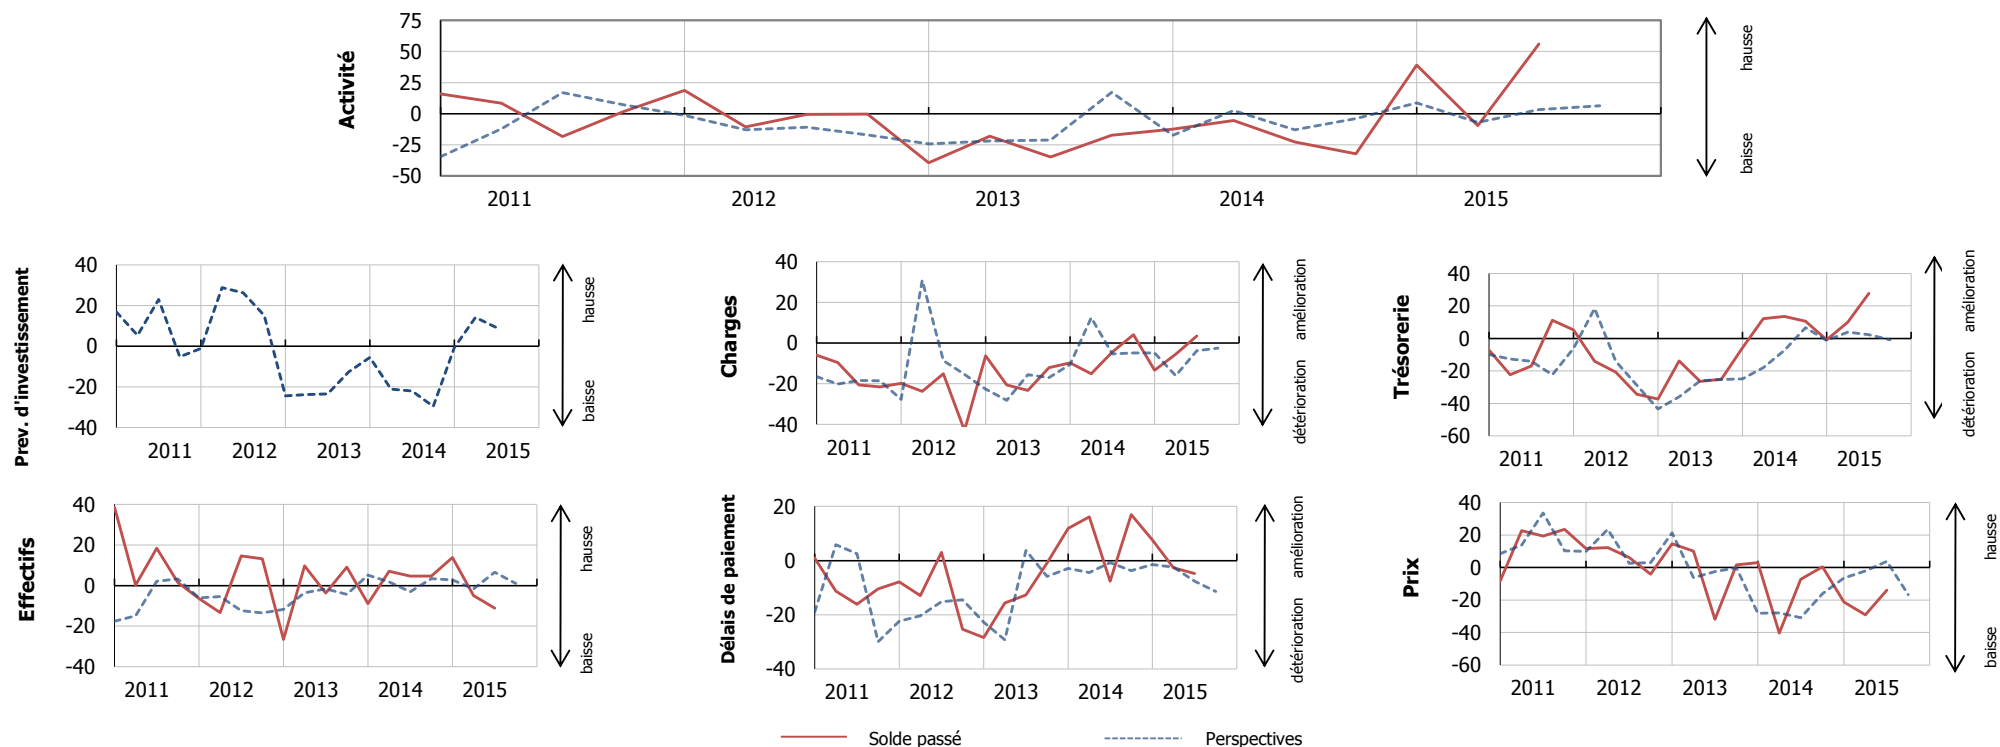 Activité
75
50
25
0
-25
-50
2011 2012 2013 2014 2015
hausse
baisse
Prev. d'investissement
40
20
0
-20
-40
2011 2012 2013 2014 2015
hausse
baisse
Charges
40
20
0
-20
-40
2011 2012 2013 2014 2015
amélioration
détérioration
Trésorerie
40
20
0
-20
-40
-60
2011 2012 2013 2014 2015
amélioration
détérioration
Effectifs
40
20
0
-20
-40
2011 2012 2013 2014 2015
hausse
baisse
Délais de paiement
20
0
-20
-40
2011 2012 2013 2014 2015
amélioration
détérioration
Prix
40
20
0
-20
-40
-60
2011 2012 2013 2014 2015
hausse
baisse
Solde passé Perspectives